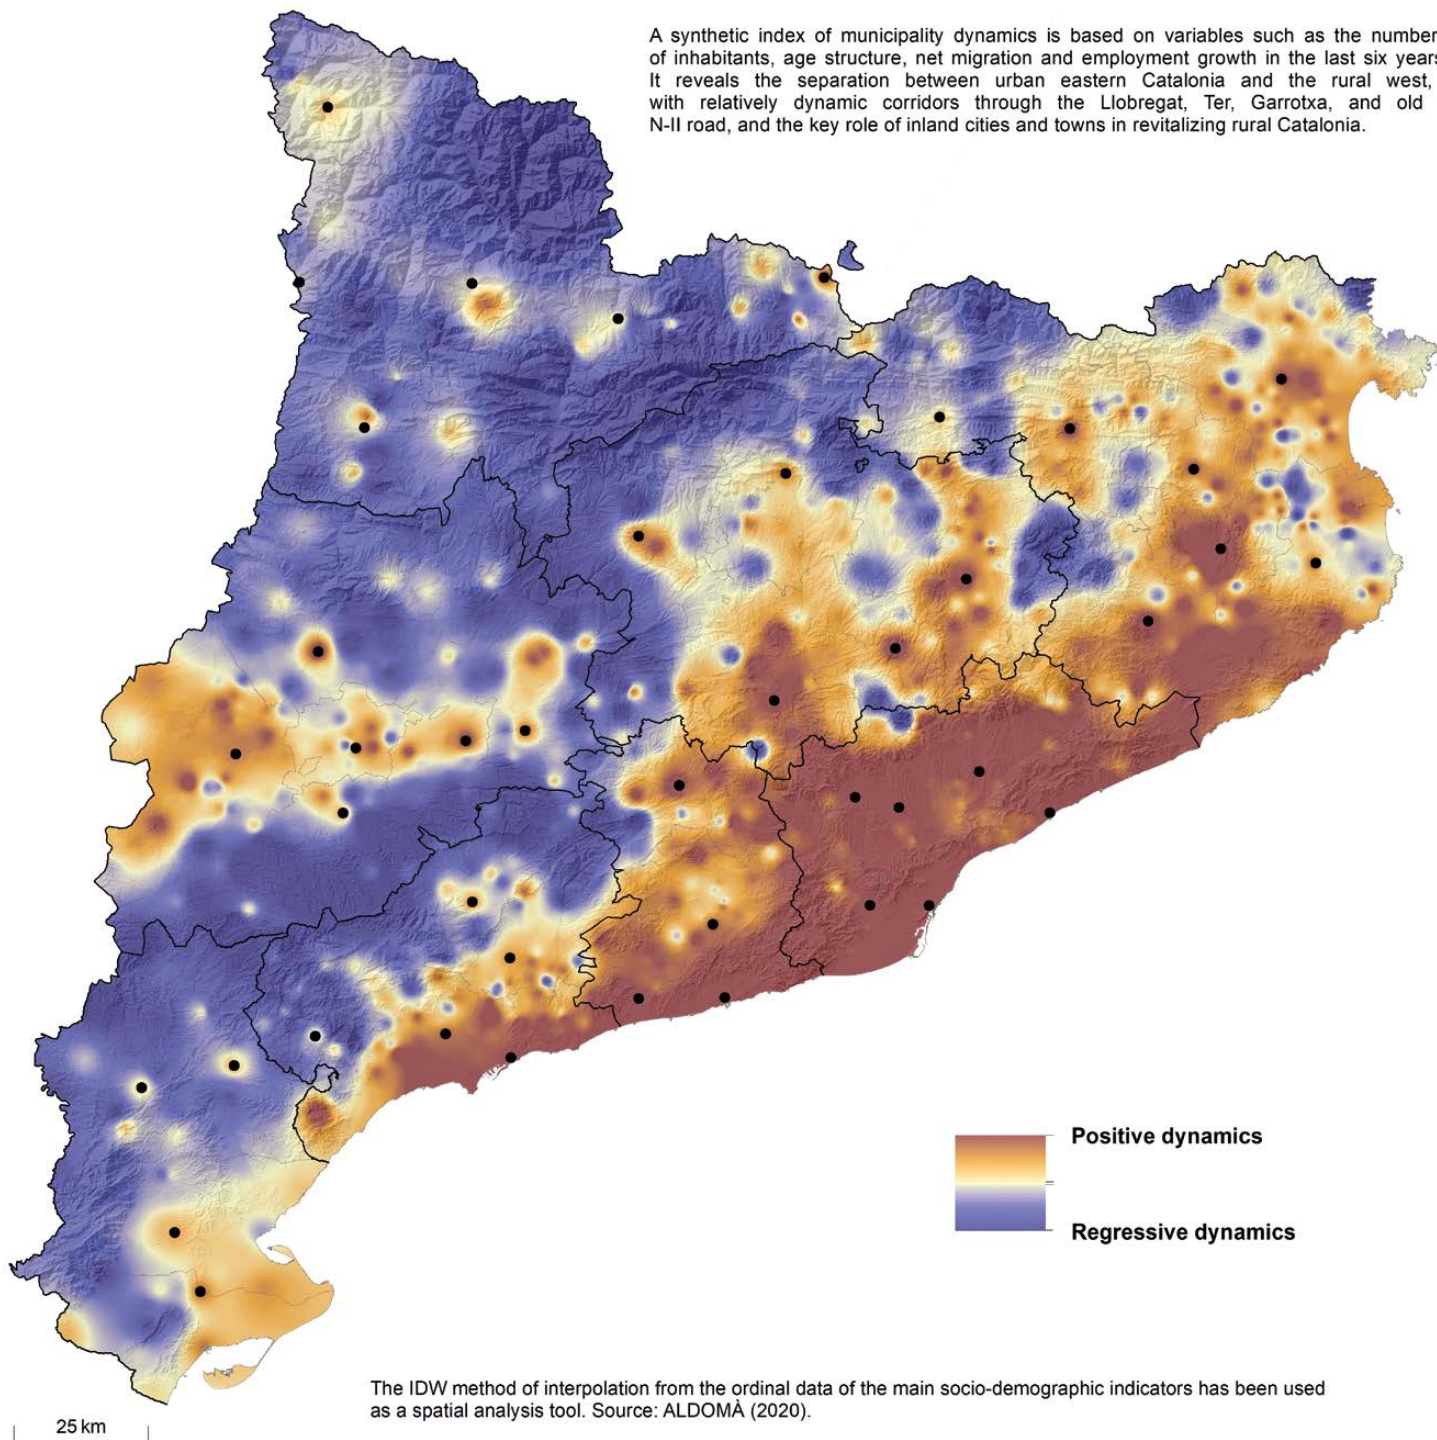 A synthetic index of municipality dynamics is based on variables such as the number
of inhabitants, age structure, net migration and employment growth in the last six years
It reveals the separation between urban eastern Catalonia and the rural west,
with relatively dynamic corridors through the Llobregat, Ter, Garrotxa, and old
N-II road, and the key role of inland cities and towns in revitalizing rural Catalonia.
Positive dynamics
Regressive dynamics
The IDW method of interpolation from the ordinal data of the main socio-demographic indicators has been used
as a spatial analysis tool. Source: ALDOMÀ (2020).
25 km